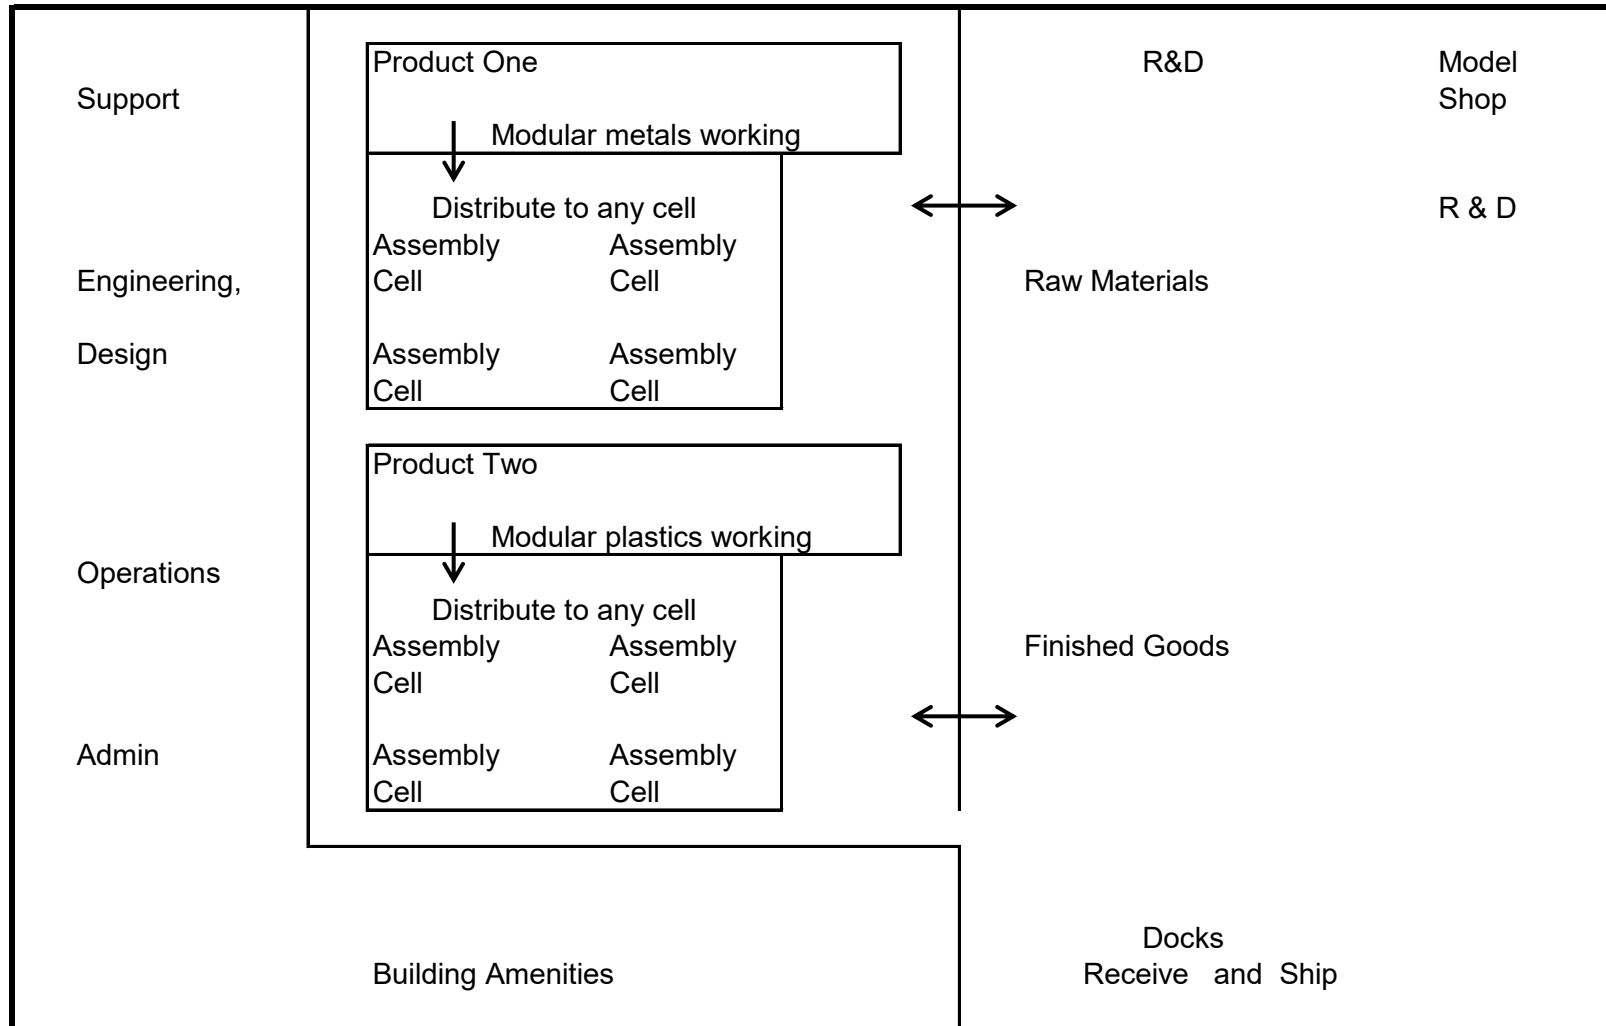 Product One R&D Model
Support Shop
Modular metals working
Distribute to any cell R & D
Assembly Assembly
Engineering, Cell Cell Raw Materials
Design Assembly Assembly
Cell Cell
Product Two
Modular plastics working
Operations
Distribute to any cell
Assembly Assembly Finished Goods
Cell Cell
Admin Assembly Assembly
Cell Cell
Docks
Building Amenities Receive and Ship